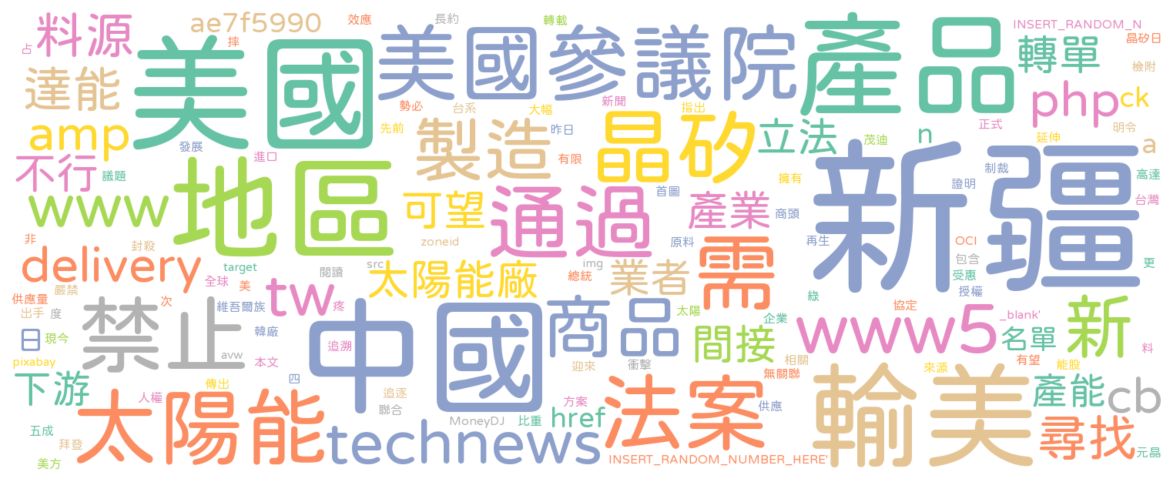 ae7f5990
效應
長約
轉載
INSERT_RANDOM_N
占
料源
美國
美國參議院
產品
轉單
晶矽日
摔
檢附
達能
勢必
台系
大幅
新聞
指出
php
ck
amp
先前
製造
昨日
晶矽
立法
正式
n
明令
延伸
a
不行
議題
發展
進口
有限
茂迪
新疆
制裁
證明
高達
www
地區
可望
通過
首圖
產業
擁有
商頭
台灣
非
封殺
zoneid
原料
需
再生
OCI
包含
更
delivery
target
全球
美
閱讀
src
太陽能廠
img
總統
業者
受惠
授權
供應量
嚴禁
出手
度
次
維吾爾族
tw
疼
中國
商品
太陽
綠
協定
企業
www5
_blank'
名單
新
日
現今
禁止
韓廠
追溯
間接
pixabay
avw
本文
迎來
衝擊
相關
無關聯
有望
料
下游
傳出
四
追逐
來源
能股
人權
聯合
方案
法案
輸美
產能
cb
太陽能
MoneyDJ
比重
href
供應
五成
拜登
technews
尋找
元晶
美方
INSERT_RANDOM_NUMBER_HERE'